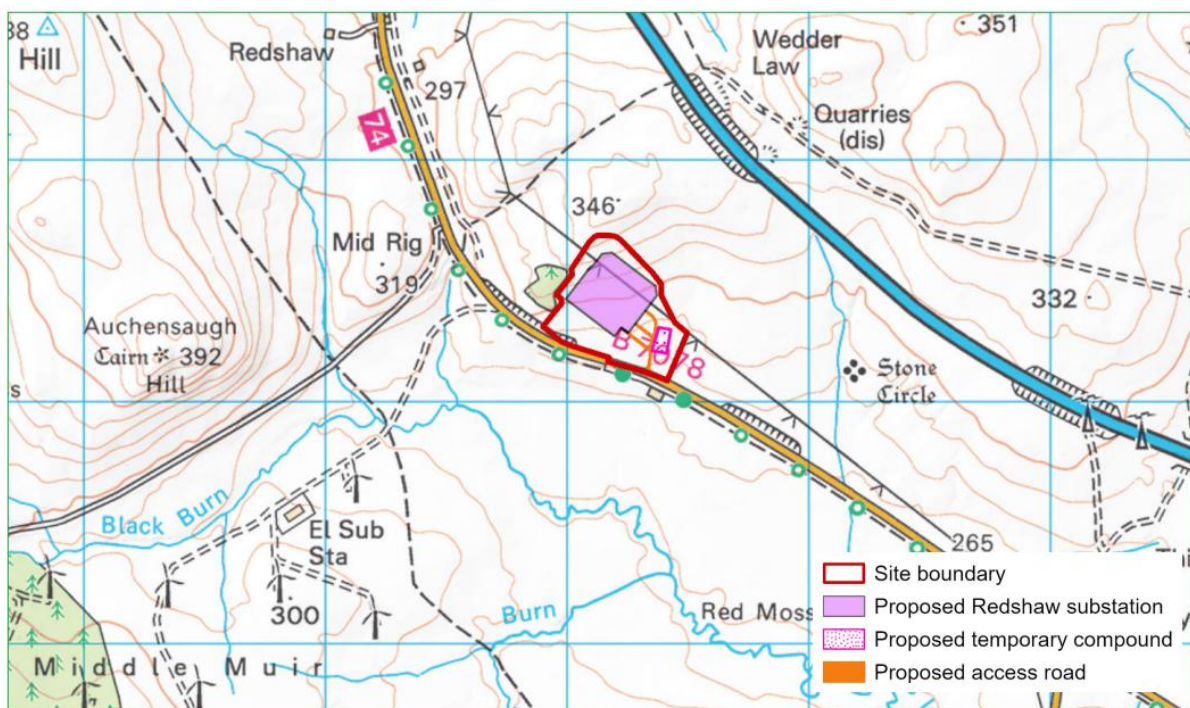 38
Hill
Redshaw
297
74
Wedder
Law
351
Quarries
(dis)
346
Mid Rig
319
332
Auchensaugh
Cairn 392
Hill
B 7078
Stone
Circle
s
Black Burn
El Sub
Sta
300
265
Burn
Red Moss
Thi
Middle Muir
Site boundary
Proposed Redshaw substation
Proposed temporary compound
Proposed access road